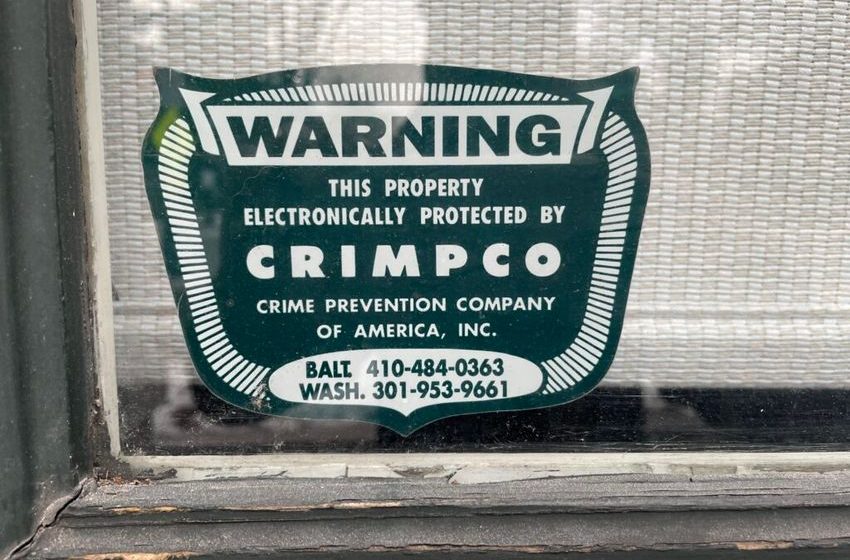 WARNING
THIS PROPERTY
ELECTRONICALLY PROTECTED BY
CRIMPCO
CRIME PREVENTION COMPANY
OF AMERICA, INC.
BALT. 410-484-0363
WASH. 301-953-9661